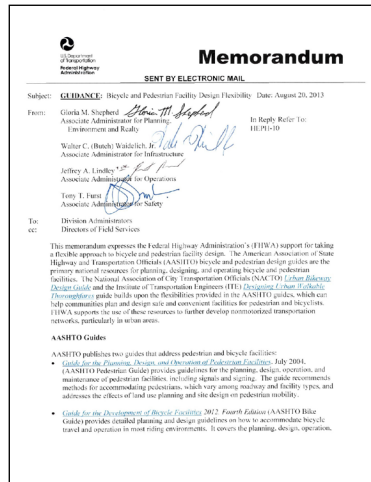 U.S. Department
of Transportation
Federal Highway
Administration
Memorandum
SENT BY ELECTRONIC MAIL
Subject: GUIDANCE: Bicycle and Pedestrian Facility Design Flexibility Date: August 20, 2013
From: Gloria M. Shepherd
Associate Administrator for Planning,
Environment and Realty
In Reply Refer To:
HEPH-10
Walter C. (Butch) Waidelich, Jr.
Associate Administrator for Infrastructure
Jeffrey A. Lindley
Associate Administrator for Operations
Tony T. Furst
Associate Administrator for Safety
To: Division Administrators
cc: Directors of Field Services
This memorandum expresses the Federal Highway Administration's (FHWA) support for taking
a flexible approach to bicycle and pedestrian facility design. The American Association of State
Highway and Transportation Officials (AASHTO) bicycle and pedestrian design guides are the
primary national resources for planning, designing, and operating bicycle and pedestrian
facilities. The National Association of City Transportation Officials (NACTO) Urban Bikeway
Design Guide and the Institute of Transportation Engineers (ITE) Designing Urban Walkable
Thoroughfares guide builds upon the flexibilities provided in the AASHTO guides, which can
help communities plan and design safe and convenient facilities for pedestrian and bicyclists.
FHWA supports the use of these resources to further develop nonmotorized transportation
networks, particularly in urban areas.
AASHTO Guides
AASHTO publishes two guides that address pedestrian and bicycle facilities:
• Guide for the Planning, Design, and Operation of Pedestrian Facilities, July 2004,
(AASHTO Pedestrian Guide) provides guidelines for the planning, design, operation, and
maintenance of pedestrian facilities, including signals and signing. The guide recommends
methods for accommodating pedestrians, which vary among roadway and facility types, and
addresses the effects of land use planning and site design on pedestrian mobility.
• Guide for the Development of Bicycle Facilities 2012, Fourth Edition (AASHTO Bike
Guide) provides detailed planning and design guidelines on how to accommodate bicycle
travel and operation in most riding environments. It covers the planning, design, operation,